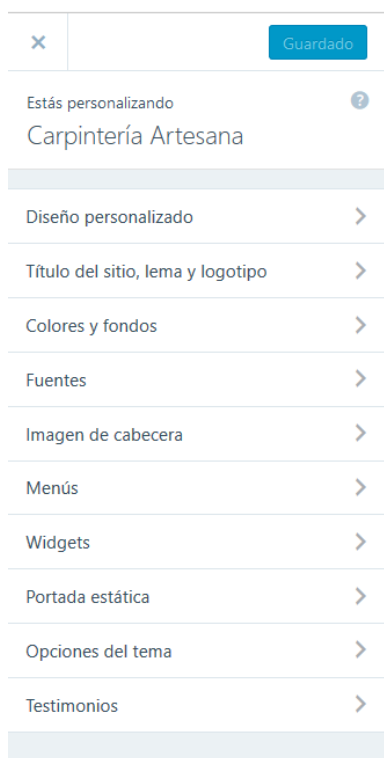 Guardado
Estás personalizando
Carpintería Artesana
Diseño personalizado
Título del sitio, lema y logotipo
Colores y fondos
Fuentes
Imagen de cabecera
Menús
Widgets
Portada estática
Opciones del tema
Testimonios